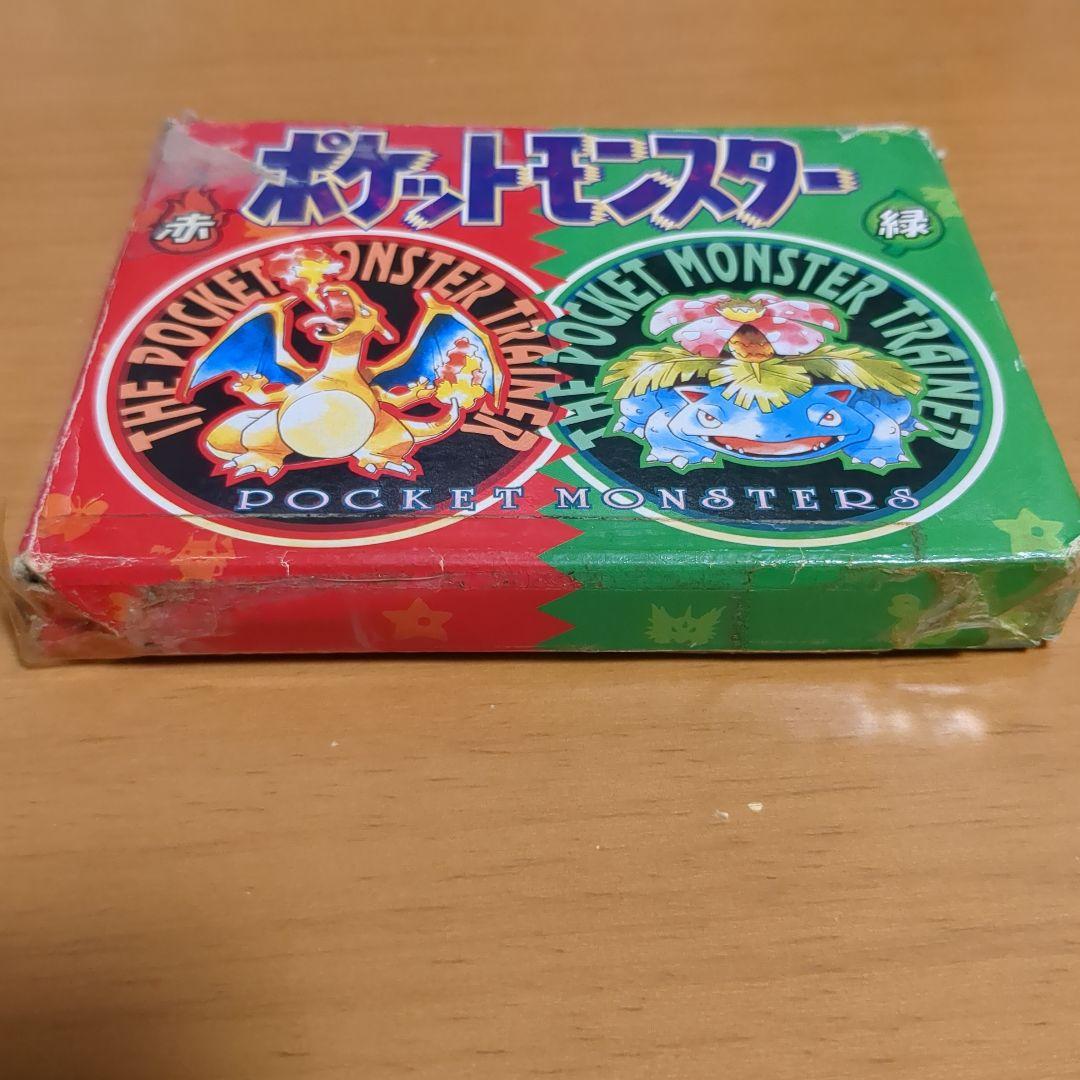 ポケットモンスター
赤
緑
THE POCKET MONSTER TRAINER
THE POCKET MONSTER TRAINER
POCKET MONSTERS